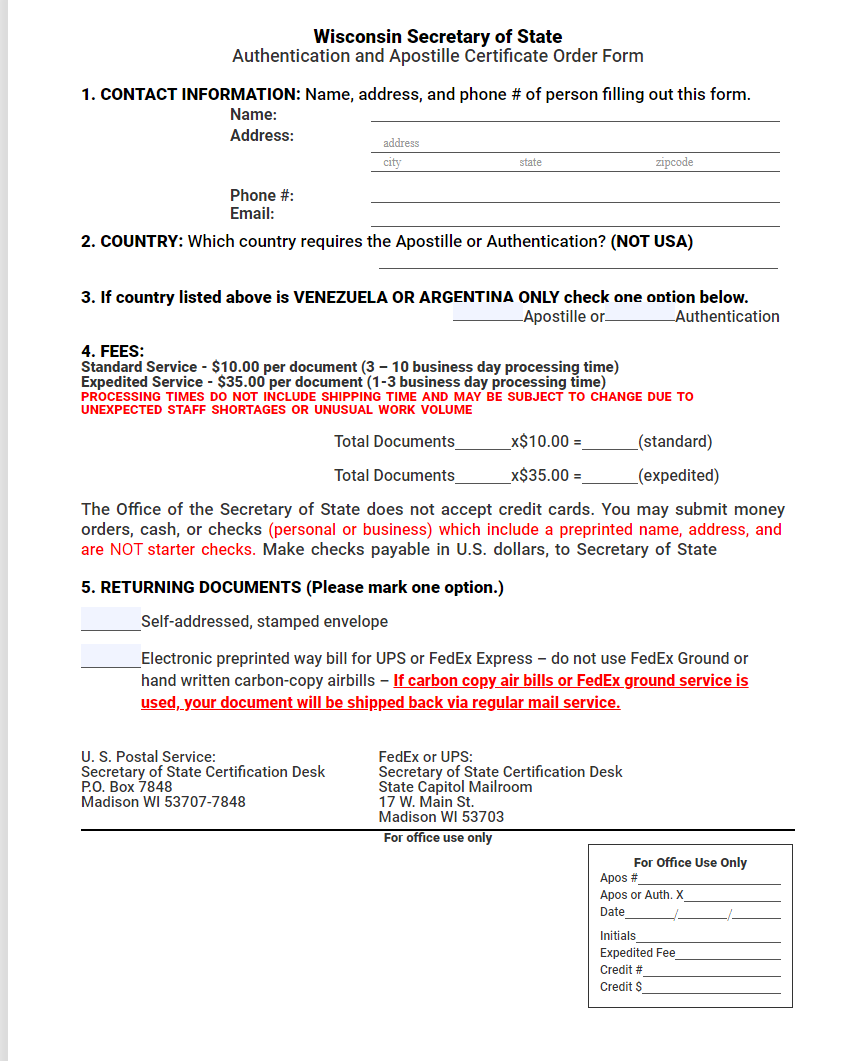 Wisconsin Secretary of State
Authentication and Apostille Certificate Order Form
1. CONTACT INFORMATION: Name, address, and phone # of person filling out this form.
Name:
Address:
address
city state zipcode
Phone #:
Email:
2. COUNTRY: Which country requires the Apostille or Authentication? (NOT USA)
3. If country listed above is VENEZUELA OR ARGENTINA ONLY check one option below.
_______Apostille or_______Authentication
4. FEES:
Standard Service - $10.00 per document (3 – 10 business day processing time)
Expedited Service - $35.00 per document (1-3 business day processing time)
PROCESSING TIMES DO NOT INCLUDE SHIPPING TIME AND MAY BE SUBJECT TO CHANGE DUE TO
UNEXPECTED STAFF SHORTAGES OR UNUSUAL WORK VOLUME
Total Documents______x$10.00 =______(standard)
Total Documents______x$35.00 =______(expedited)
The Office of the Secretary of State does not accept credit cards. You may submit money
orders, cash, or checks (personal or business) which include a preprinted name, address, and
are NOT starter checks. Make checks payable in U.S. dollars, to Secretary of State
5. RETURNING DOCUMENTS (Please mark one option.)
______Self-addressed, stamped envelope
______Electronic preprinted way bill for UPS or FedEx Express – do not use FedEx Ground or
hand written carbon-copy airbills – If carbon copy air bills or FedEx ground service is
used, your document will be shipped back via regular mail service.
U. S. Postal Service:
Secretary of State Certification Desk
P.O. Box 7848
Madison WI 53707-7848
FedEx or UPS:
Secretary of State Certification Desk
State Capitol Mailroom
17 W. Main St.
Madison WI 53703
For office use only
For Office Use Only
Apos #
Apos or Auth. X
Date______/______/______
Initials
Expedited Fee
Credit #
Credit $